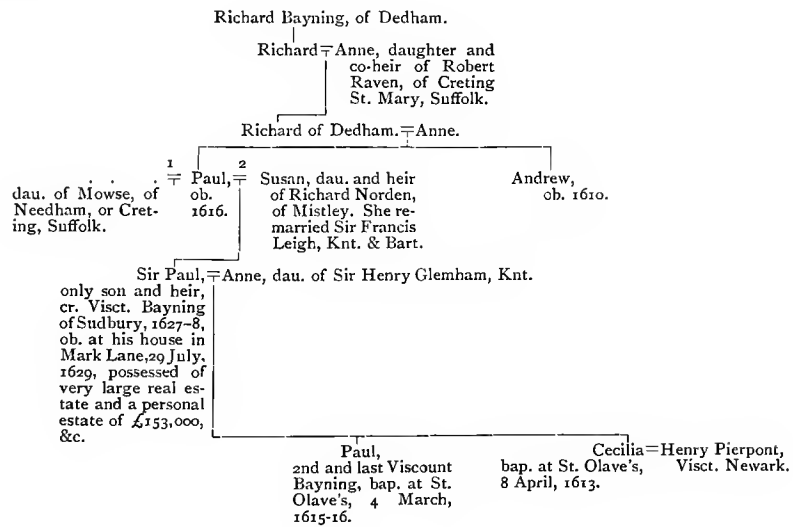 Richard Bayning, of Dedham.
Richard = Anne, daughter and
co-heir of Robert
Raven, of Creting
St. Mary, Suffolk.
Richard of Dedham. = Anne.
1
. . . .
dau. of Mowse, of
Needham, or Cret-
ing, Suffolk.
= Paul, =
ob.
1616.
2
Susan, dau. and heir
of Richard Norden,
of Mistley. She re-
married Sir Francis
Leigh, Knt. & Bart.
Andrew,
ob. 1610.
Sir Paul, = Anne, dau. of Sir Henry Glemham, Knt.
only son and heir,
cr. Visct. Bayning
of Sudbury, 1627-8,
ob. at his house in
Mark Lane, 29 July,
1629, possessed of
very large real es-
tate and a personal
estate of £153,000,
&c.
Paul,
2nd and last Viscount
Bayning, bap. at St.
Olave's, 4 March,
1615-16.
Cecilia = Henry Pierpont,
bap. at St. Olave's, Visct. Newark.
8 April, 1613.